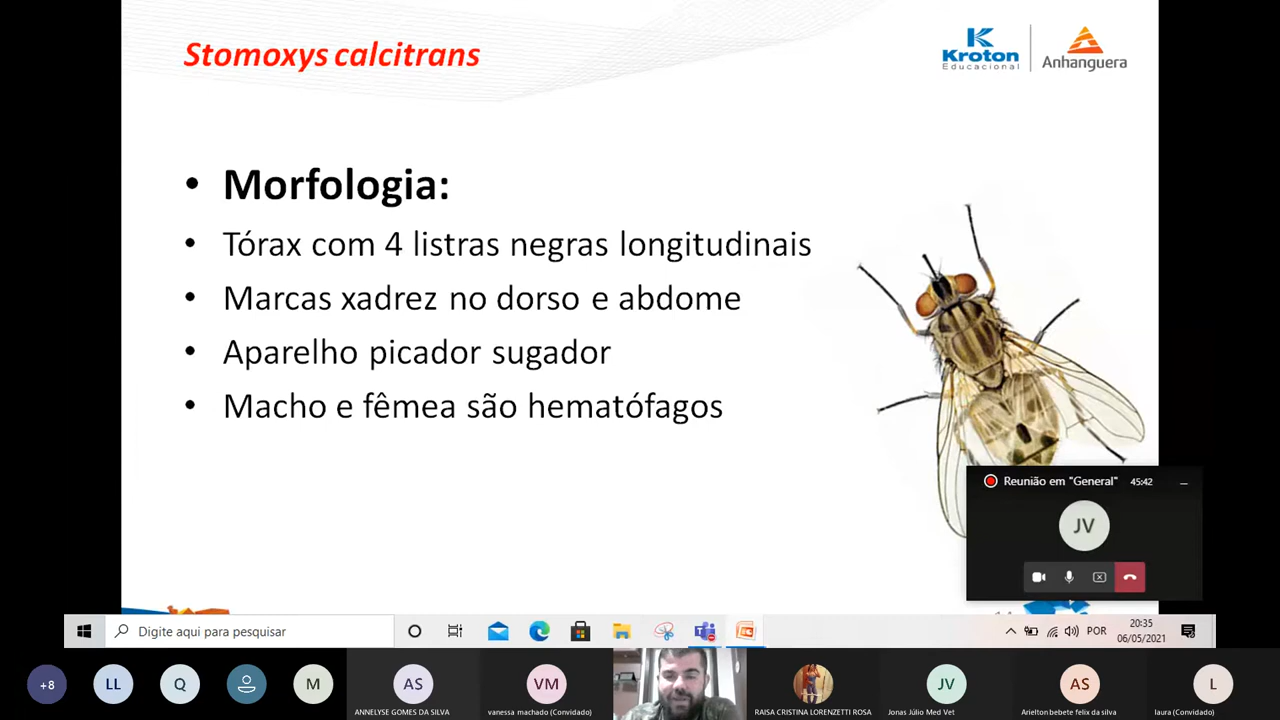 Stomoxys calcitrans
Kroton
Educacional
Anhanguera
• Morfologia:
• Tórax com 4 listras negras longitudinais
• Marcas xadrez no dorso e abdome
• Aparelho picador sugador
• Macho e fêmea são hematófagos
Reunião em "General" 45:42
JV
Digite aqui para pesquisar
POR
20:35
06/05/2021
+8
LL
Q
M
AS
ANNELYSE GOMES DA SILVA
VM
vanessa machado (Convidado)
RAISA CRISTINA LORENZETTI ROSA
JV
Jonas Júlio Med Vet
AS
Arielton bebete felix da silva
L
laura (Convidado)